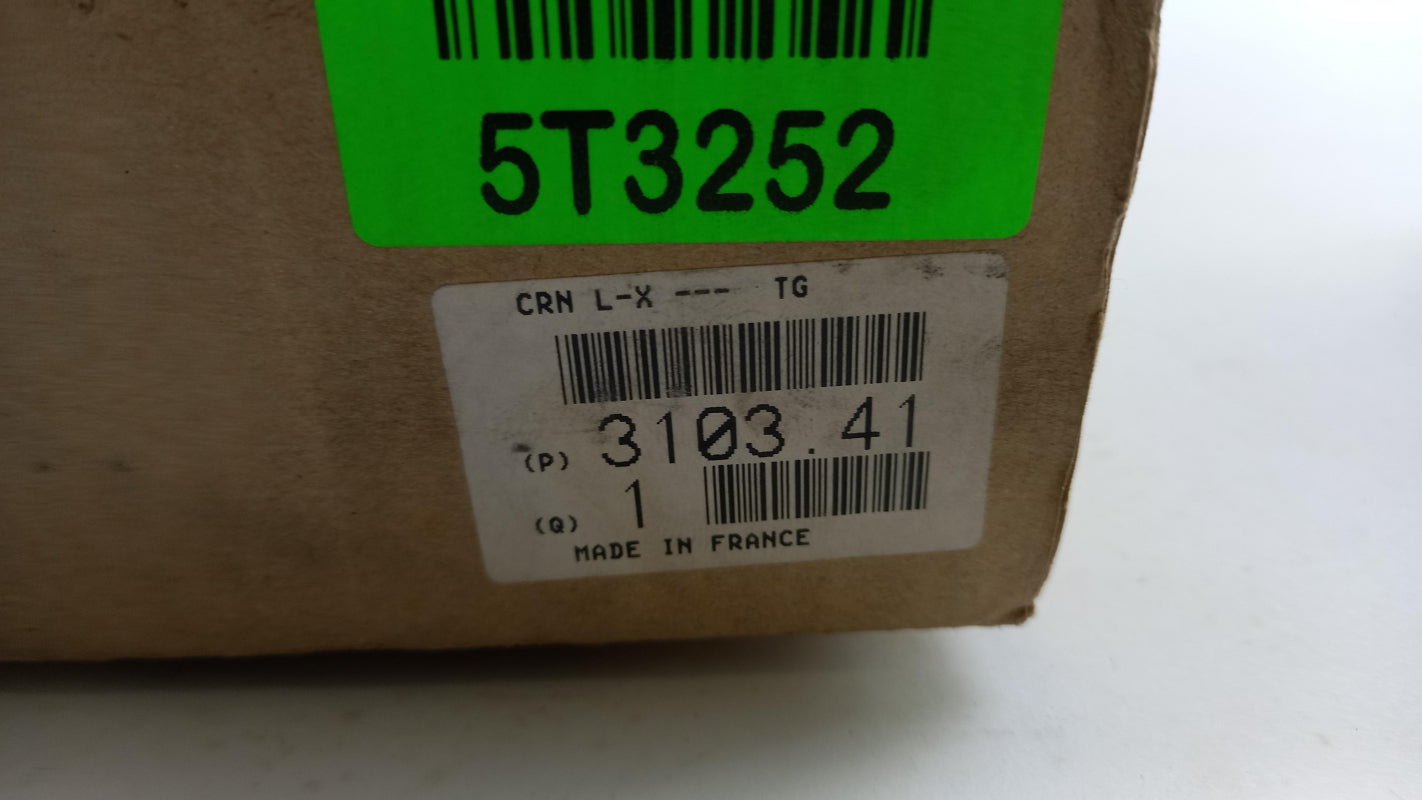 5T3252
CRN L-X --- TG
(P) 3103.41
(Q) 1
MADE IN FRANCE